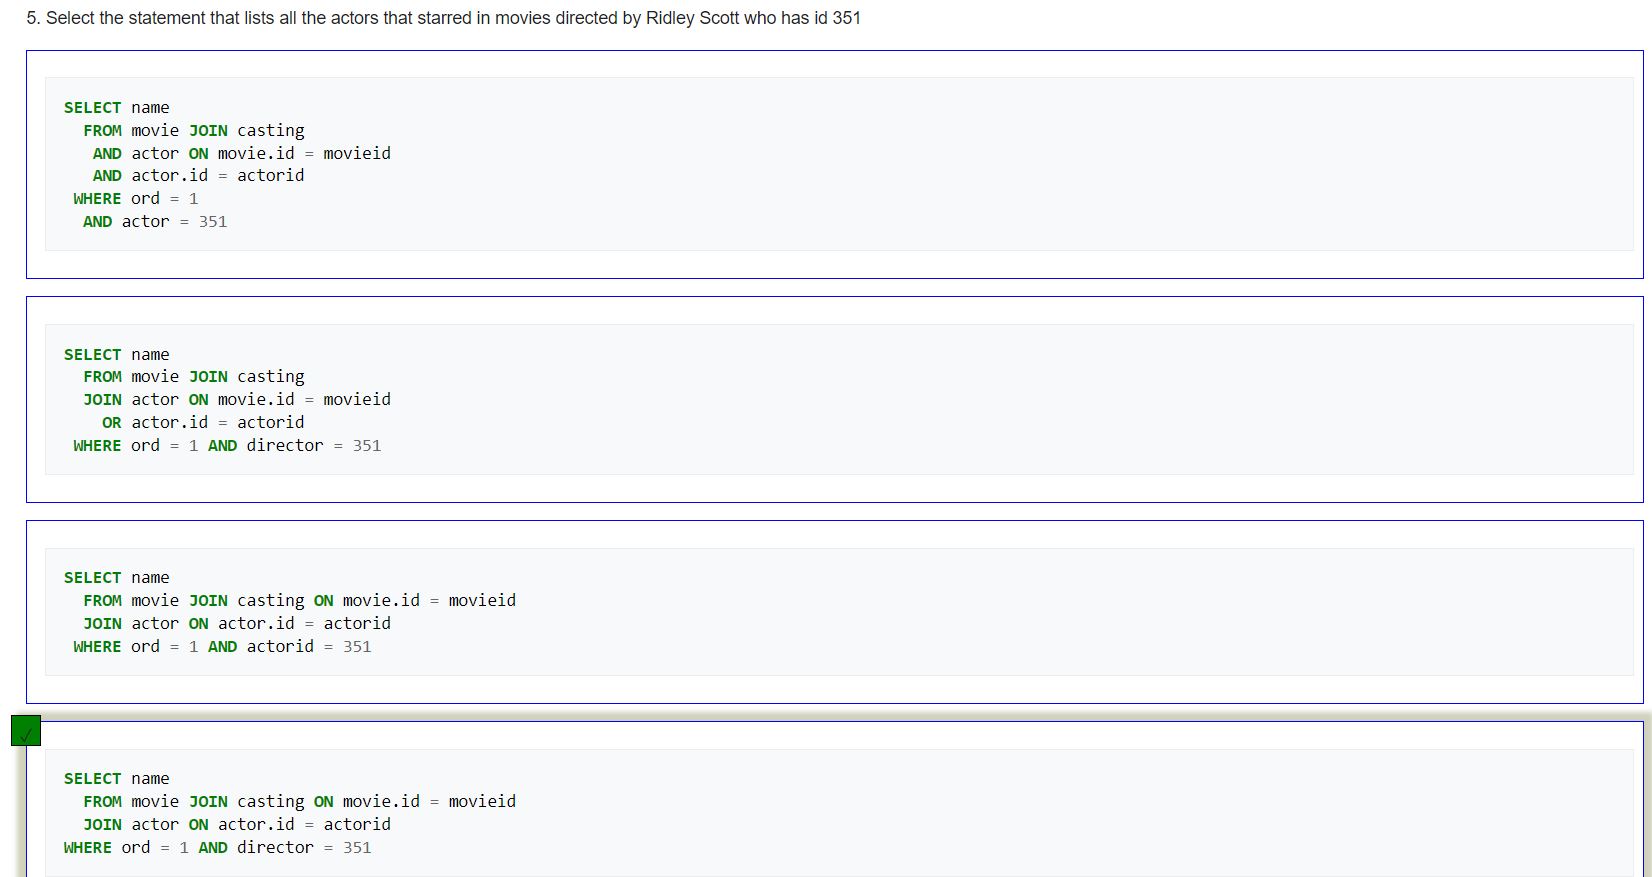 5. Select the statement that lists all the actors that starred in movies directed by Ridley Scott who has id 351
SELECT name
FROM movie JOIN casting
AND actor ON movie.id = movieid
AND actor.id = actorid
WHERE ord = 1
AND actor = 351
SELECT name
FROM movie JOIN casting
JOIN actor ON movie.id = movieid
OR actor.id = actorid
WHERE ord = 1 AND director = 351
SELECT name
FROM movie JOIN casting ON movie.id = movieid
JOIN actor ON actor.id = actorid
WHERE ord = 1 AND actorid = 351
SELECT name
FROM movie JOIN casting ON movie.id = movieid
JOIN actor ON actor.id = actorid
WHERE ord = 1 AND director = 351